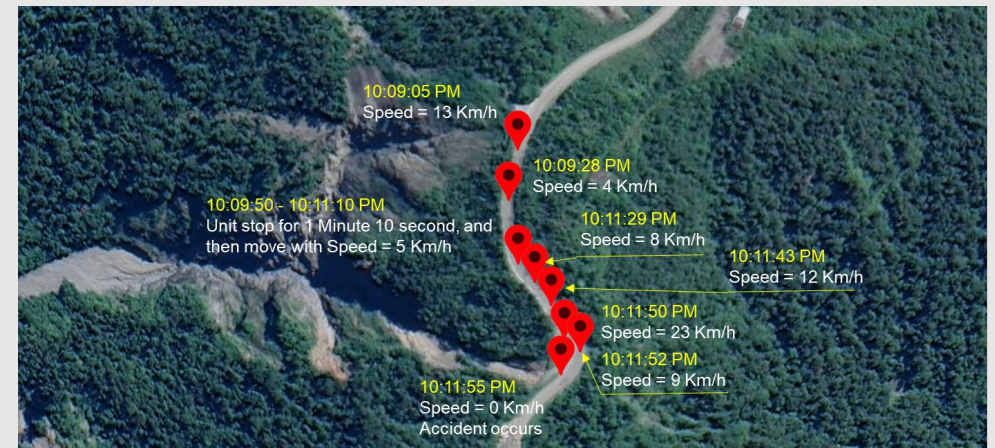 10:09:05 PM
Speed = 13 Km/h
10:09:28 PM
Speed = 4 Km/h
10:09:50 - 10:11:10 PM
Unit stop for 1 Minute 10 second, and
then move with Speed = 5 Km/h
10:11:29 PM
Speed = 8 Km/h
10:11:43 PM
Speed = 12 Km/h
10:11:50 PM
Speed = 23 Km/h
10:11:52 PM
Speed = 9 Km/h
10:11:55 PM
Speed = 0 Km/h
Accident occurs